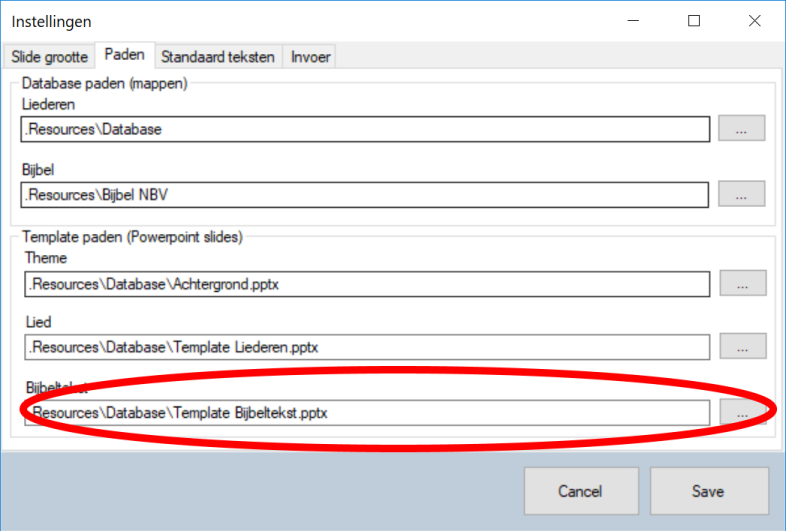 Instellingen
Slide grootte Paden Standaard teksten Invoer
Database paden (mappen)
Liederen
.Resources\Database ...
Bijbel
.Resources\Bijbel NBV ...
Template paden (Powerpoint slides)
Theme
.Resources\Database\Achtergrond.pptx ...
Lied
.Resources\Database\Template Liederen.pptx ...
Bijbeltekst
.Resources\Database\Template Bijbeltekst.pptx ...
Cancel Save